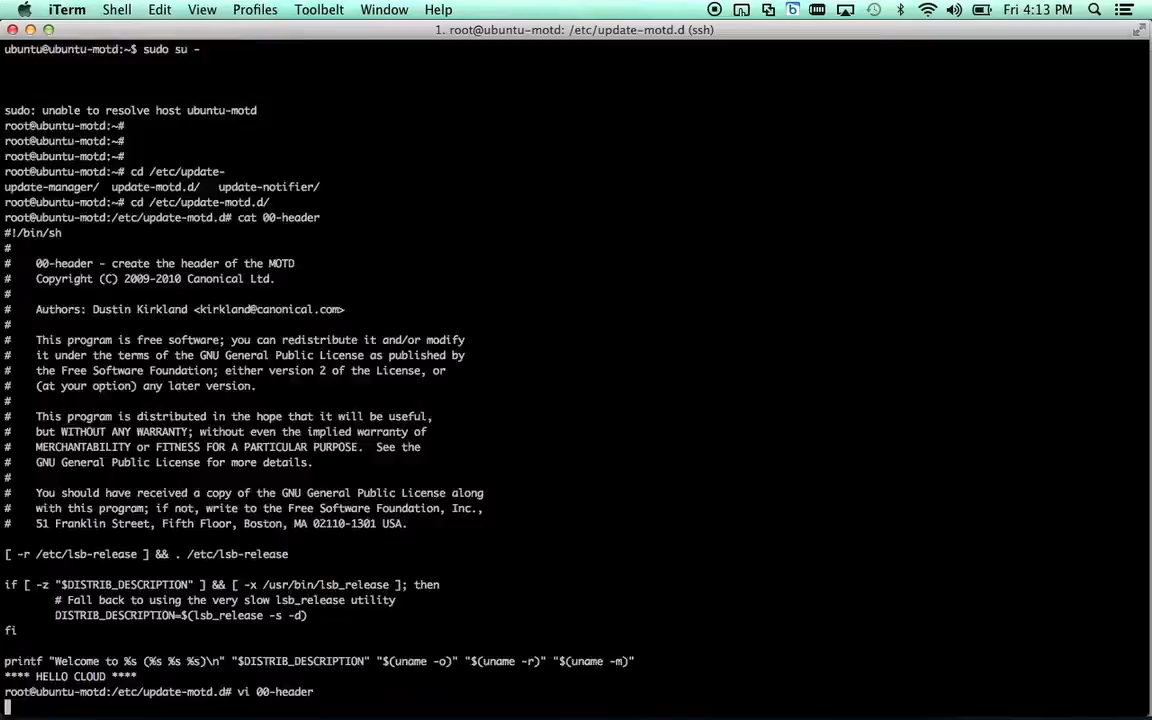 iTerm Shell Edit View Profiles Toolbelt Window Help Fri 4:13 PM
1. root@ubuntu-motd: /etc/update-motd.d (ssh)
ubuntu@ubuntu-motd:~$ sudo su -
sudo: unable to resolve host ubuntu-motd
root@ubuntu-motd:~#
root@ubuntu-motd:~#
root@ubuntu-motd:~#
root@ubuntu-motd:~# cd /etc/update-
update-manager/ update-motd.d/ update-notifier/
root@ubuntu-motd:~# cd /etc/update-motd.d/
root@ubuntu-motd:/etc/update-motd.d# cat 00-header
#!/bin/sh
#
# 00-header - create the header of the MOTD
# Copyright (C) 2009-2010 Canonical Ltd.
#
# Authors: Dustin Kirkland <kirkland@canonical.com>
#
# This program is free software; you can redistribute it and/or modify
# it under the terms of the GNU General Public License as published by
# the Free Software Foundation; either version 2 of the License, or
# (at your option) any later version.
#
# This program is distributed in the hope that it will be useful,
# but WITHOUT ANY WARRANTY; without even the implied warranty of
# MERCHANTABILITY or FITNESS FOR A PARTICULAR PURPOSE. See the
# GNU General Public License for more details.
#
# You should have received a copy of the GNU General Public License along
# with this program; if not, write to the Free Software Foundation, Inc.,
# 51 Franklin Street, Fifth Floor, Boston, MA 02110-1301 USA.
[ -r /etc/lsb-release ] && . /etc/lsb-release
if [ -z "$DISTRIB_DESCRIPTION" ] && [ -x /usr/bin/lsb_release ]; then
# Fall back to using the very slow lsb_release utility
DISTRIB_DESCRIPTION=$(lsb_release -s -d)
fi
printf "Welcome to %s (%s %s %s)\n" "$DISTRIB_DESCRIPTION" "$(uname -o)" "$(uname -r)" "$(uname -m)"
**** HELLO CLOUD ****
root@ubuntu-motd:/etc/update-motd.d# vi 00-header